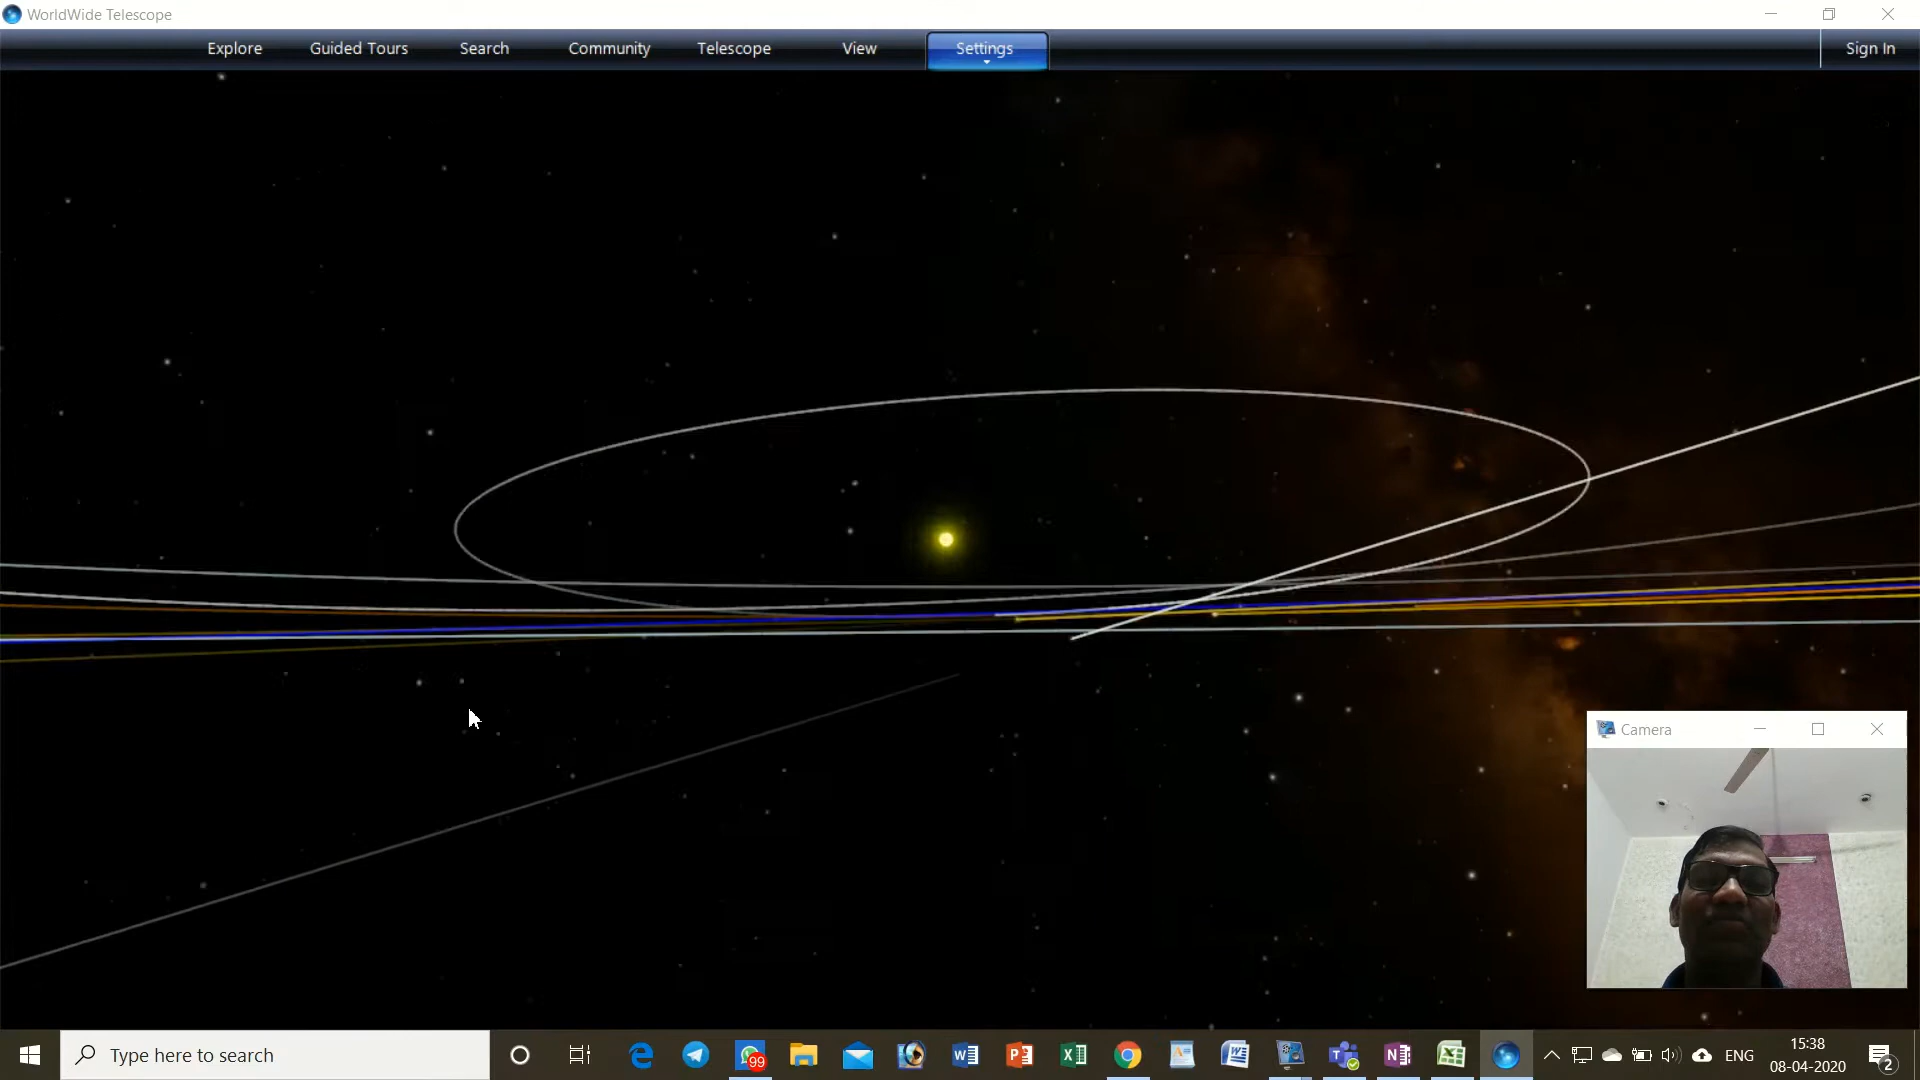 WorldWide Telescope
Explore
Guided Tours
Search
Community
Telescope
View
Settings
Sign In
Camera
Type here to search
99
ENG
15:38
08-04-2020
2